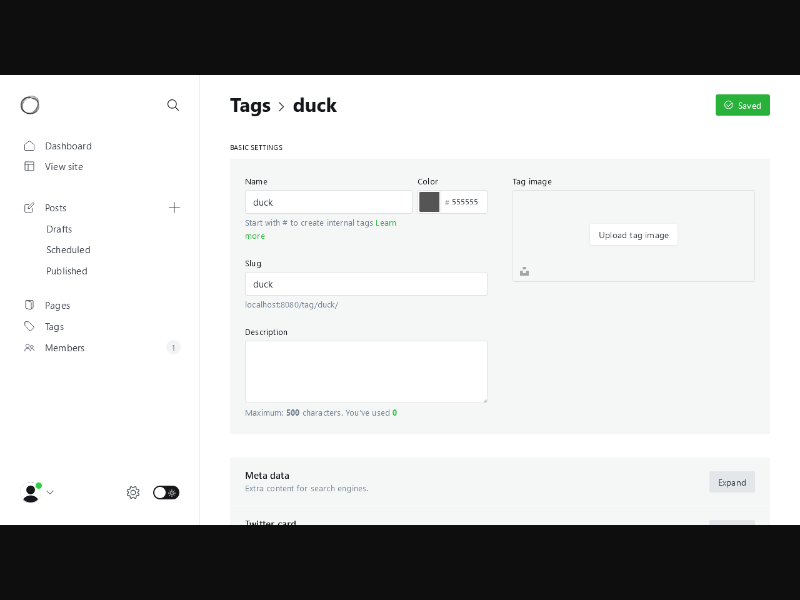 Tags > duck
Saved
Dashboard
View site
Posts
Drafts
Scheduled
Published
Pages
Tags
Members
1
BASIC SETTINGS
Name
duck
Start with # to create internal tags Learn
more
Color
# 555555
Slug
duck
localhost:8080/tag/duck/
Description
Maximum: 500 characters. You've used 0
Tag image
Upload tag image
Meta data
Extra content for search engines.
Expand
Twitter card